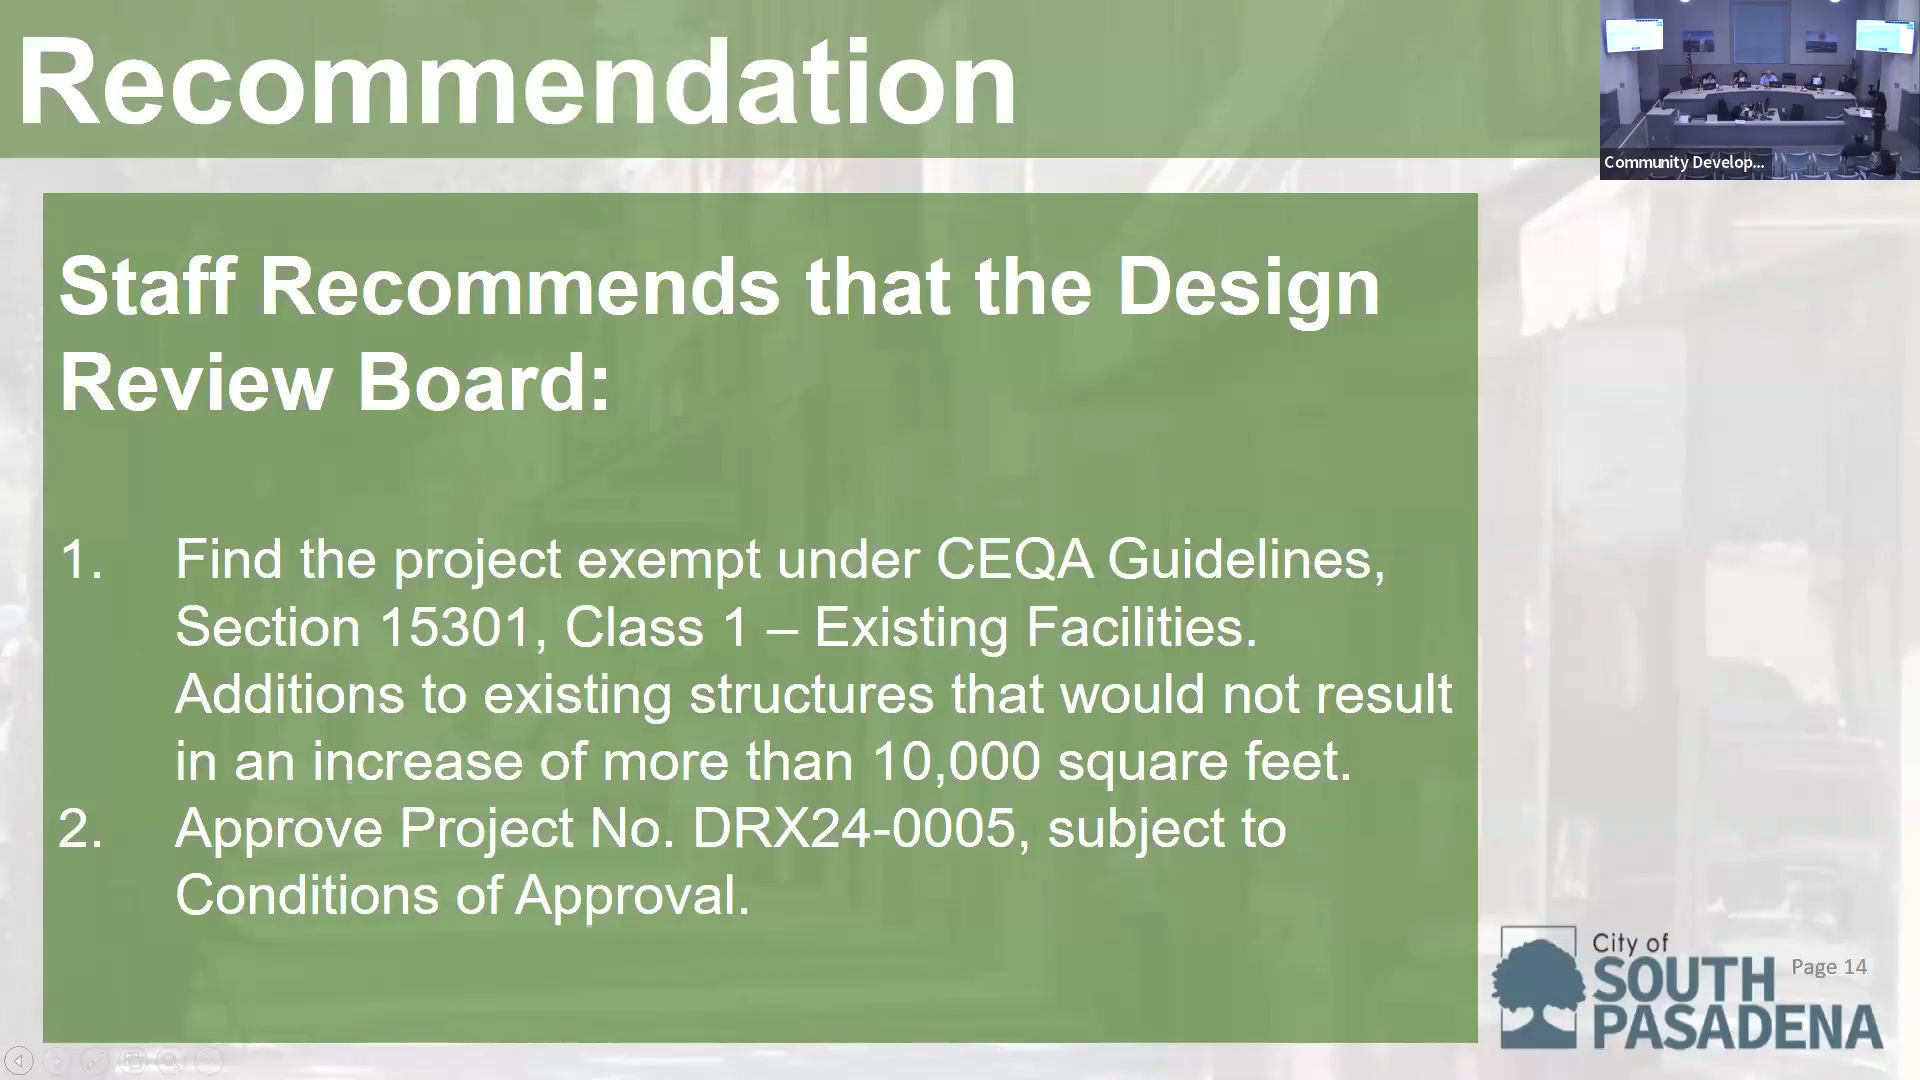 Recommendation
Community Develop...
Staff Recommends that the Design
Review Board:
1. Find the project exempt under CEQA Guidelines,
Section 15301, Class 1 – Existing Facilities.
Additions to existing structures that would not result
in an increase of more than 10,000 square feet.
2. Approve Project No. DRX24-0005, subject to
Conditions of Approval.
City of
SOUTH
PASADENA
Page 14